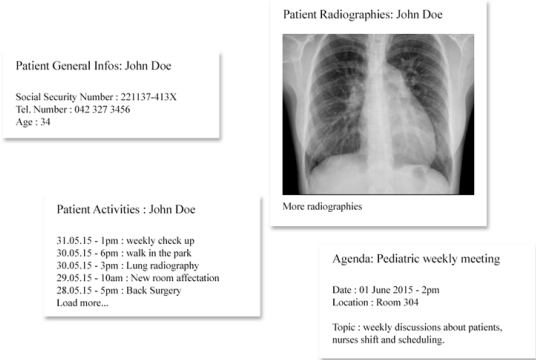 Patient General Infos: John Doe
Social Security Number : 221137-413X
Tel. Number : 042 327 3456
Age : 34
Patient Radiographies: John Doe
More radiographies
Patient Activities : John Doe
31.05.15 - 1pm : weekly check up
30.05.15 - 6pm : walk in the park
30.05.15 - 3pm : Lung radiography
29.05.15 - 10am : New room affectation
28.05.15 - 5pm : Back Surgery
Load more...
Agenda: Pediatric weekly meeting
Date : 01 June 2015 - 2pm
Location : Room 304
Topic : weekly discussions about patients,
nurses shift and scheduling.